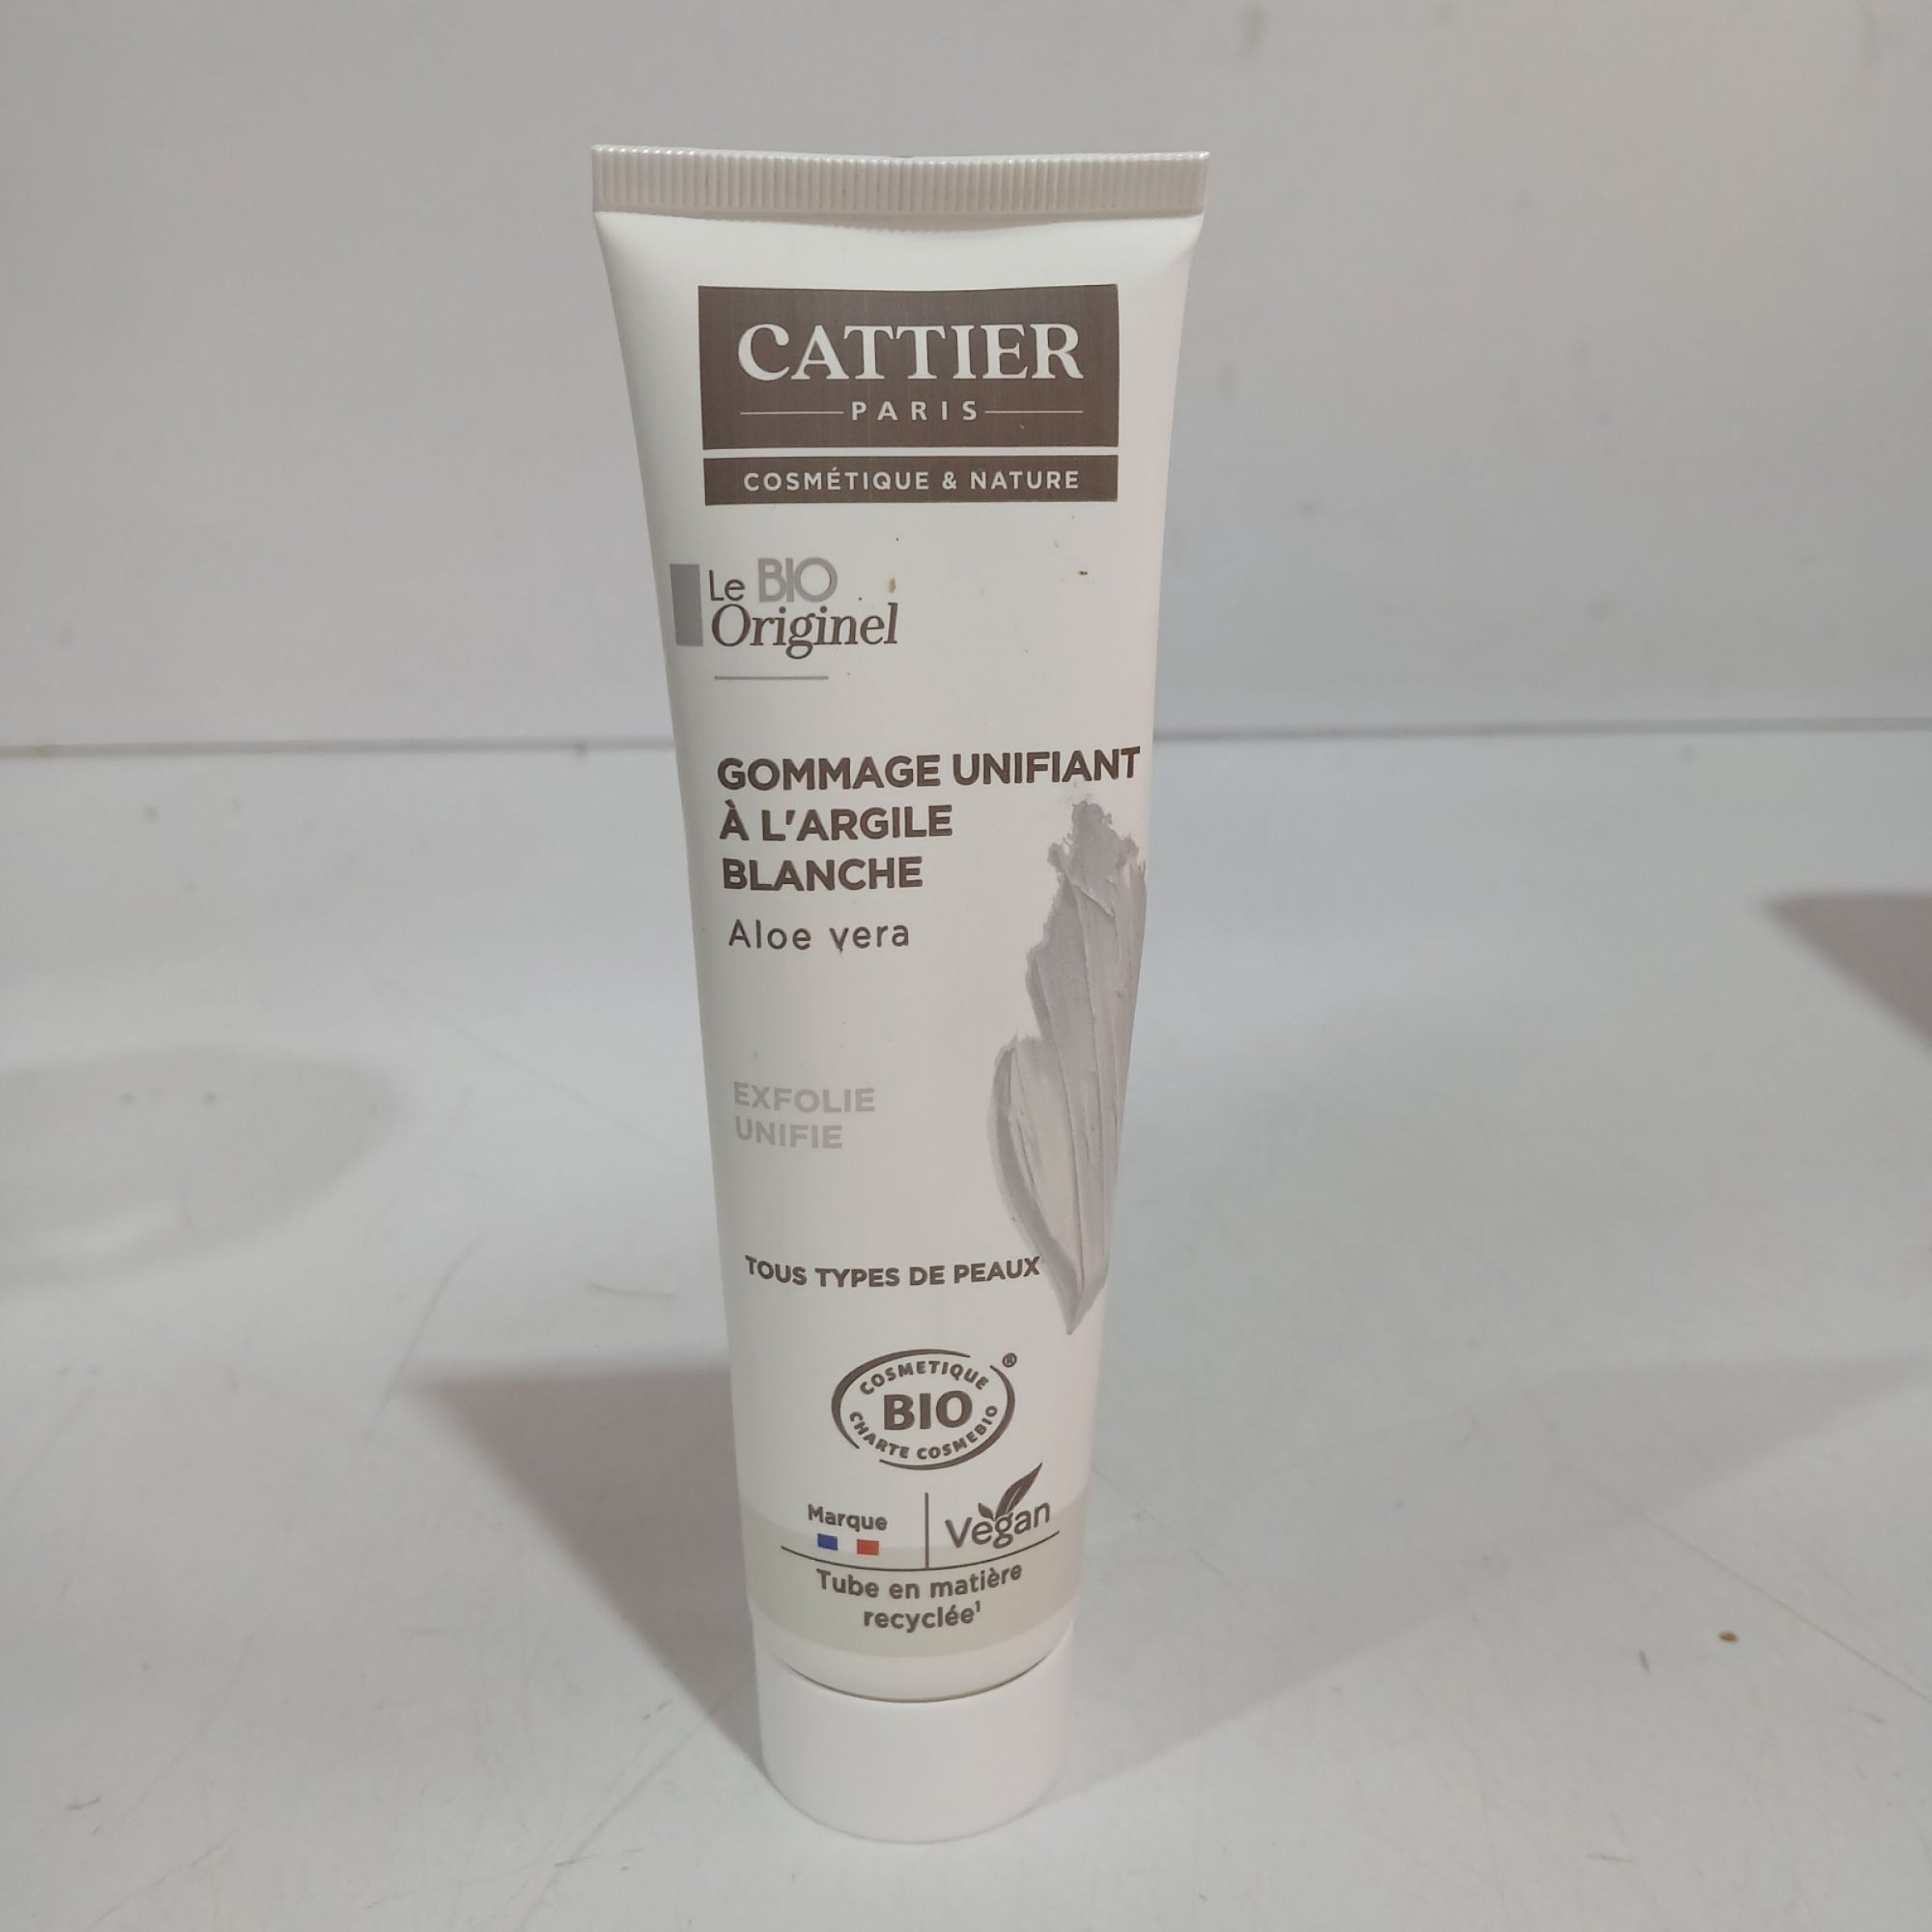 CATTIER
PARIS
COSMÉTIQUE & NATURE
Le BIO
Originel
GOMMAGE UNIFIANT
À L'ARGILE
BLANCHE
Aloe vera
EXFOLIE
UNIFIE
TOUS TYPES DE PEAUX
COSMETIQUE ®
BIO
CHARTE COSMEBIO
Marque
Vegan
Tube en matière
recyclée¹